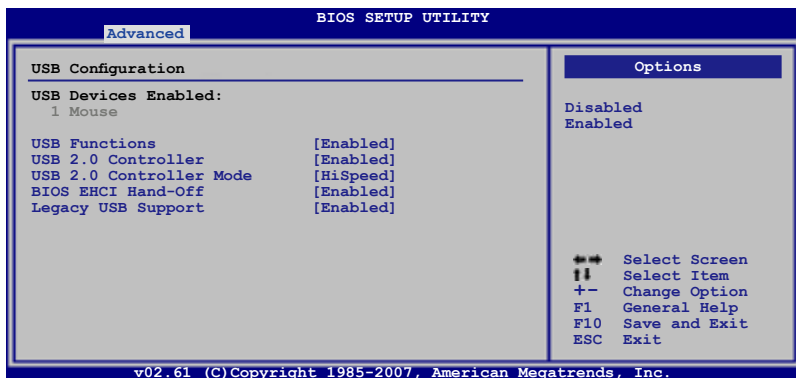 BIOS SETUP UTILITY
Advanced
USB Configuration
USB Devices Enabled:
1 Mouse
USB Functions [Enabled]
USB 2.0 Controller [Enabled]
USB 2.0 Controller Mode [HiSpeed]
BIOS EHCI Hand-Off [Enabled]
Legacy USB Support [Enabled]
Options
Disabled
Enabled
←→ Select Screen
↑↓ Select Item
+- Change Option
F1 General Help
F10 Save and Exit
ESC Exit
v02.61 (C)Copyright 1985-2007, American Megatrends, Inc.